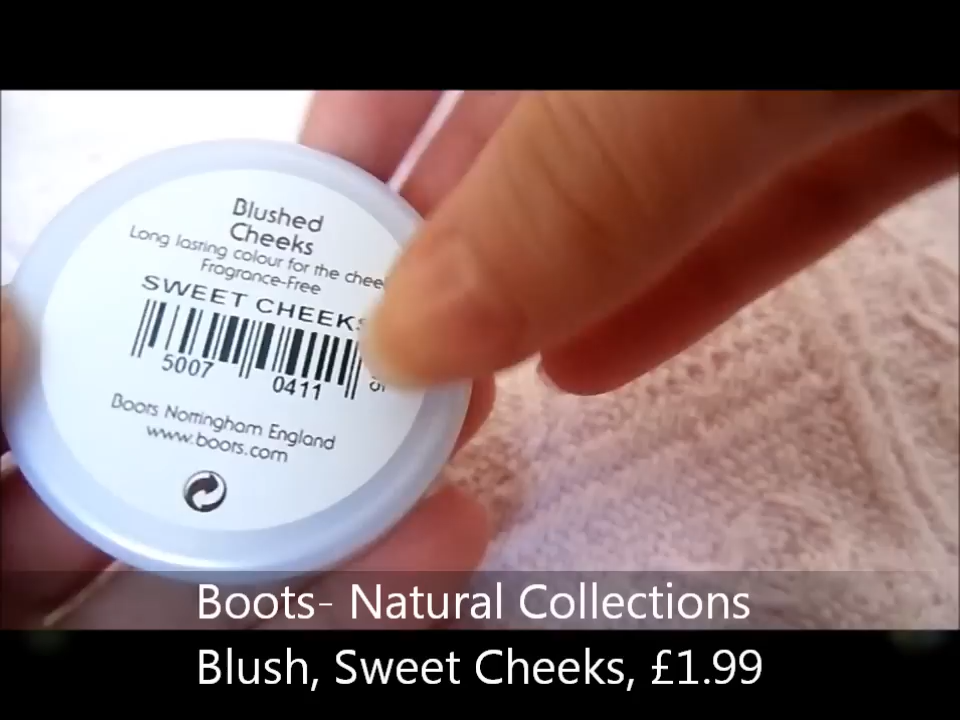 Blushed
Cheeks
Long lasting colour for the
Fragrance-Free
SWEET CHEEKS
5007 0411
Boots Nottingham England
www.boots.com
Boots- Natural Collections
Blush, Sweet Cheeks, £1.99